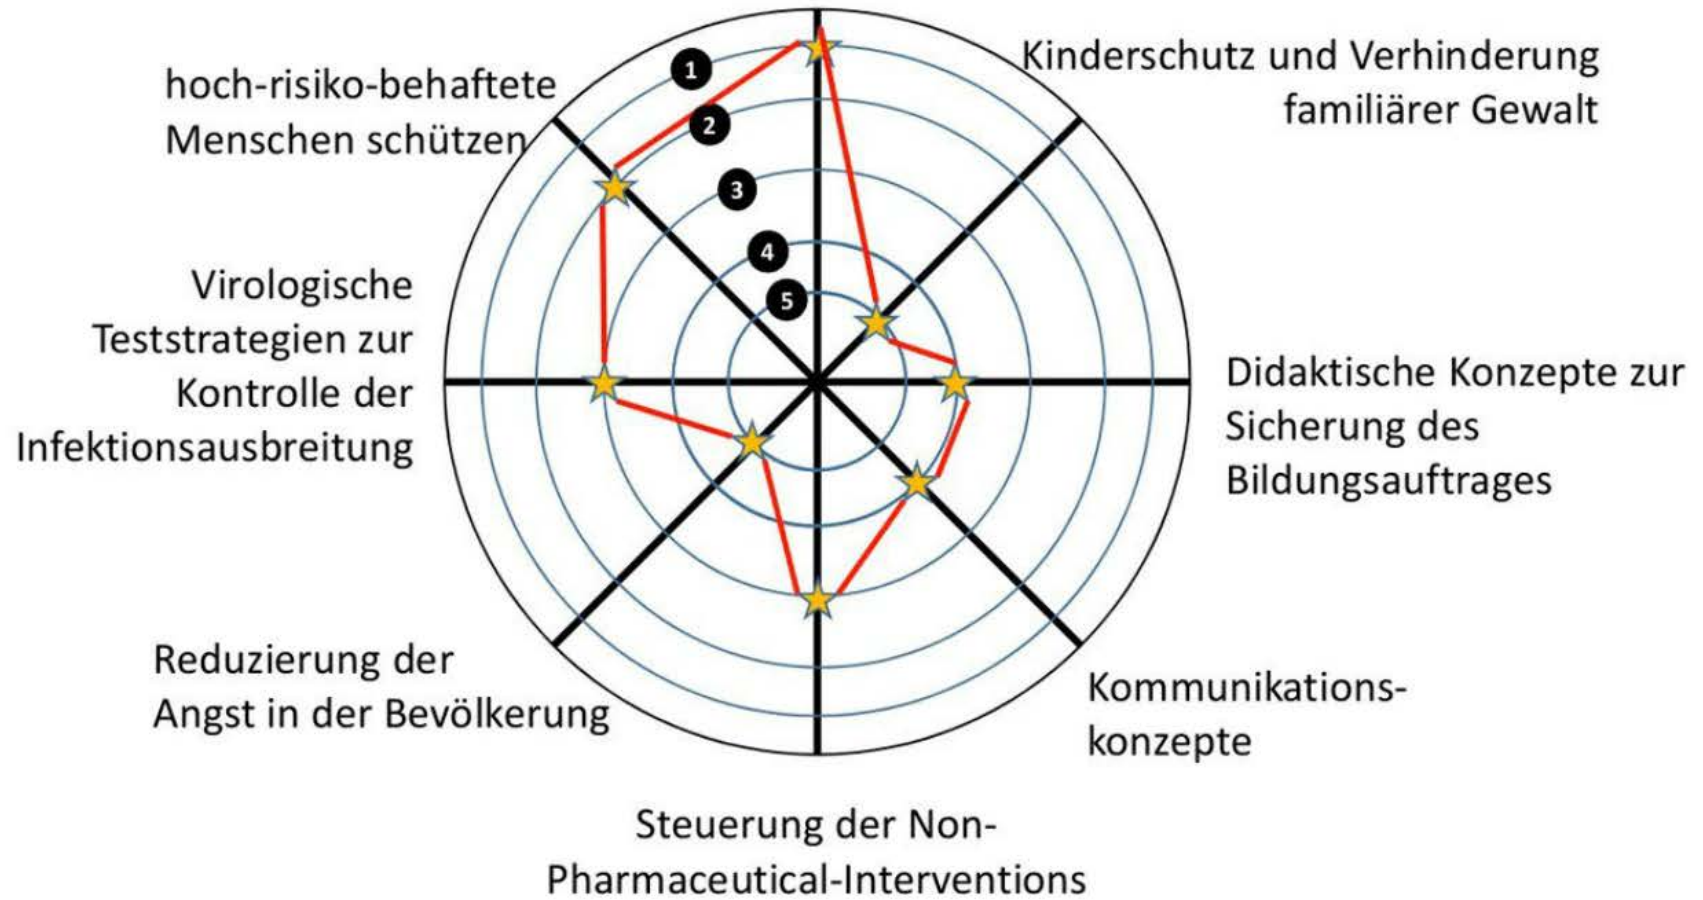 hoch-risiko-behaftete
Menschen schützen
Kinderschutz und Verhinderung
familiärer Gewalt
1
2
3
4
5
Virologische
Teststrategien zur
Kontrolle der
Infektionsausbreitung
Didaktische Konzepte zur
Sicherung des
Bildungsauftrages
Reduzierung der
Angst in der Bevölkerung
Kommunikations-
konzepte
Steuerung der Non-
Pharmaceutical-Interventions